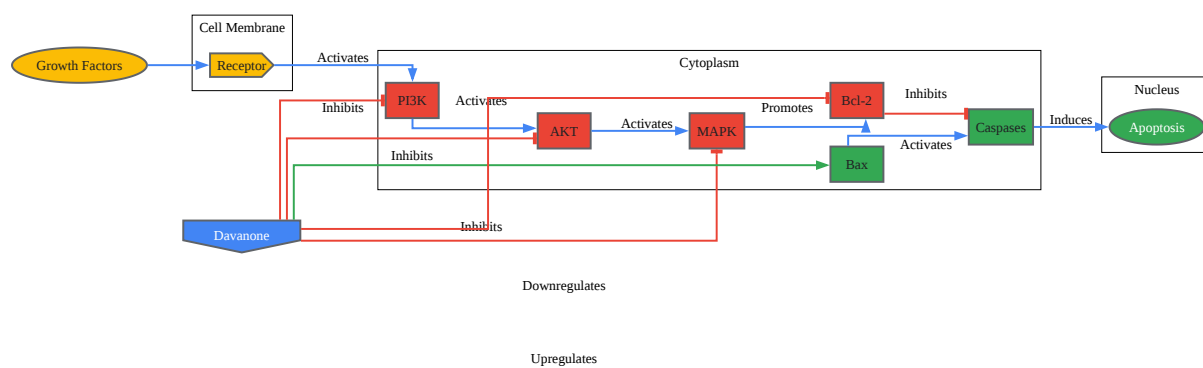 Cell Membrane
Growth Factors
Receptor
Activates
Cytoplasm
Nucleus
PI3K
Inhibits
Activates
AKT
Activates
MAPK
Promotes
Bcl-2
Inhibits
Caspases
Induces
Apoptosis
Activates
Inhibits
Bax
Davanone
Inhibits
Downregulates
Upregulates